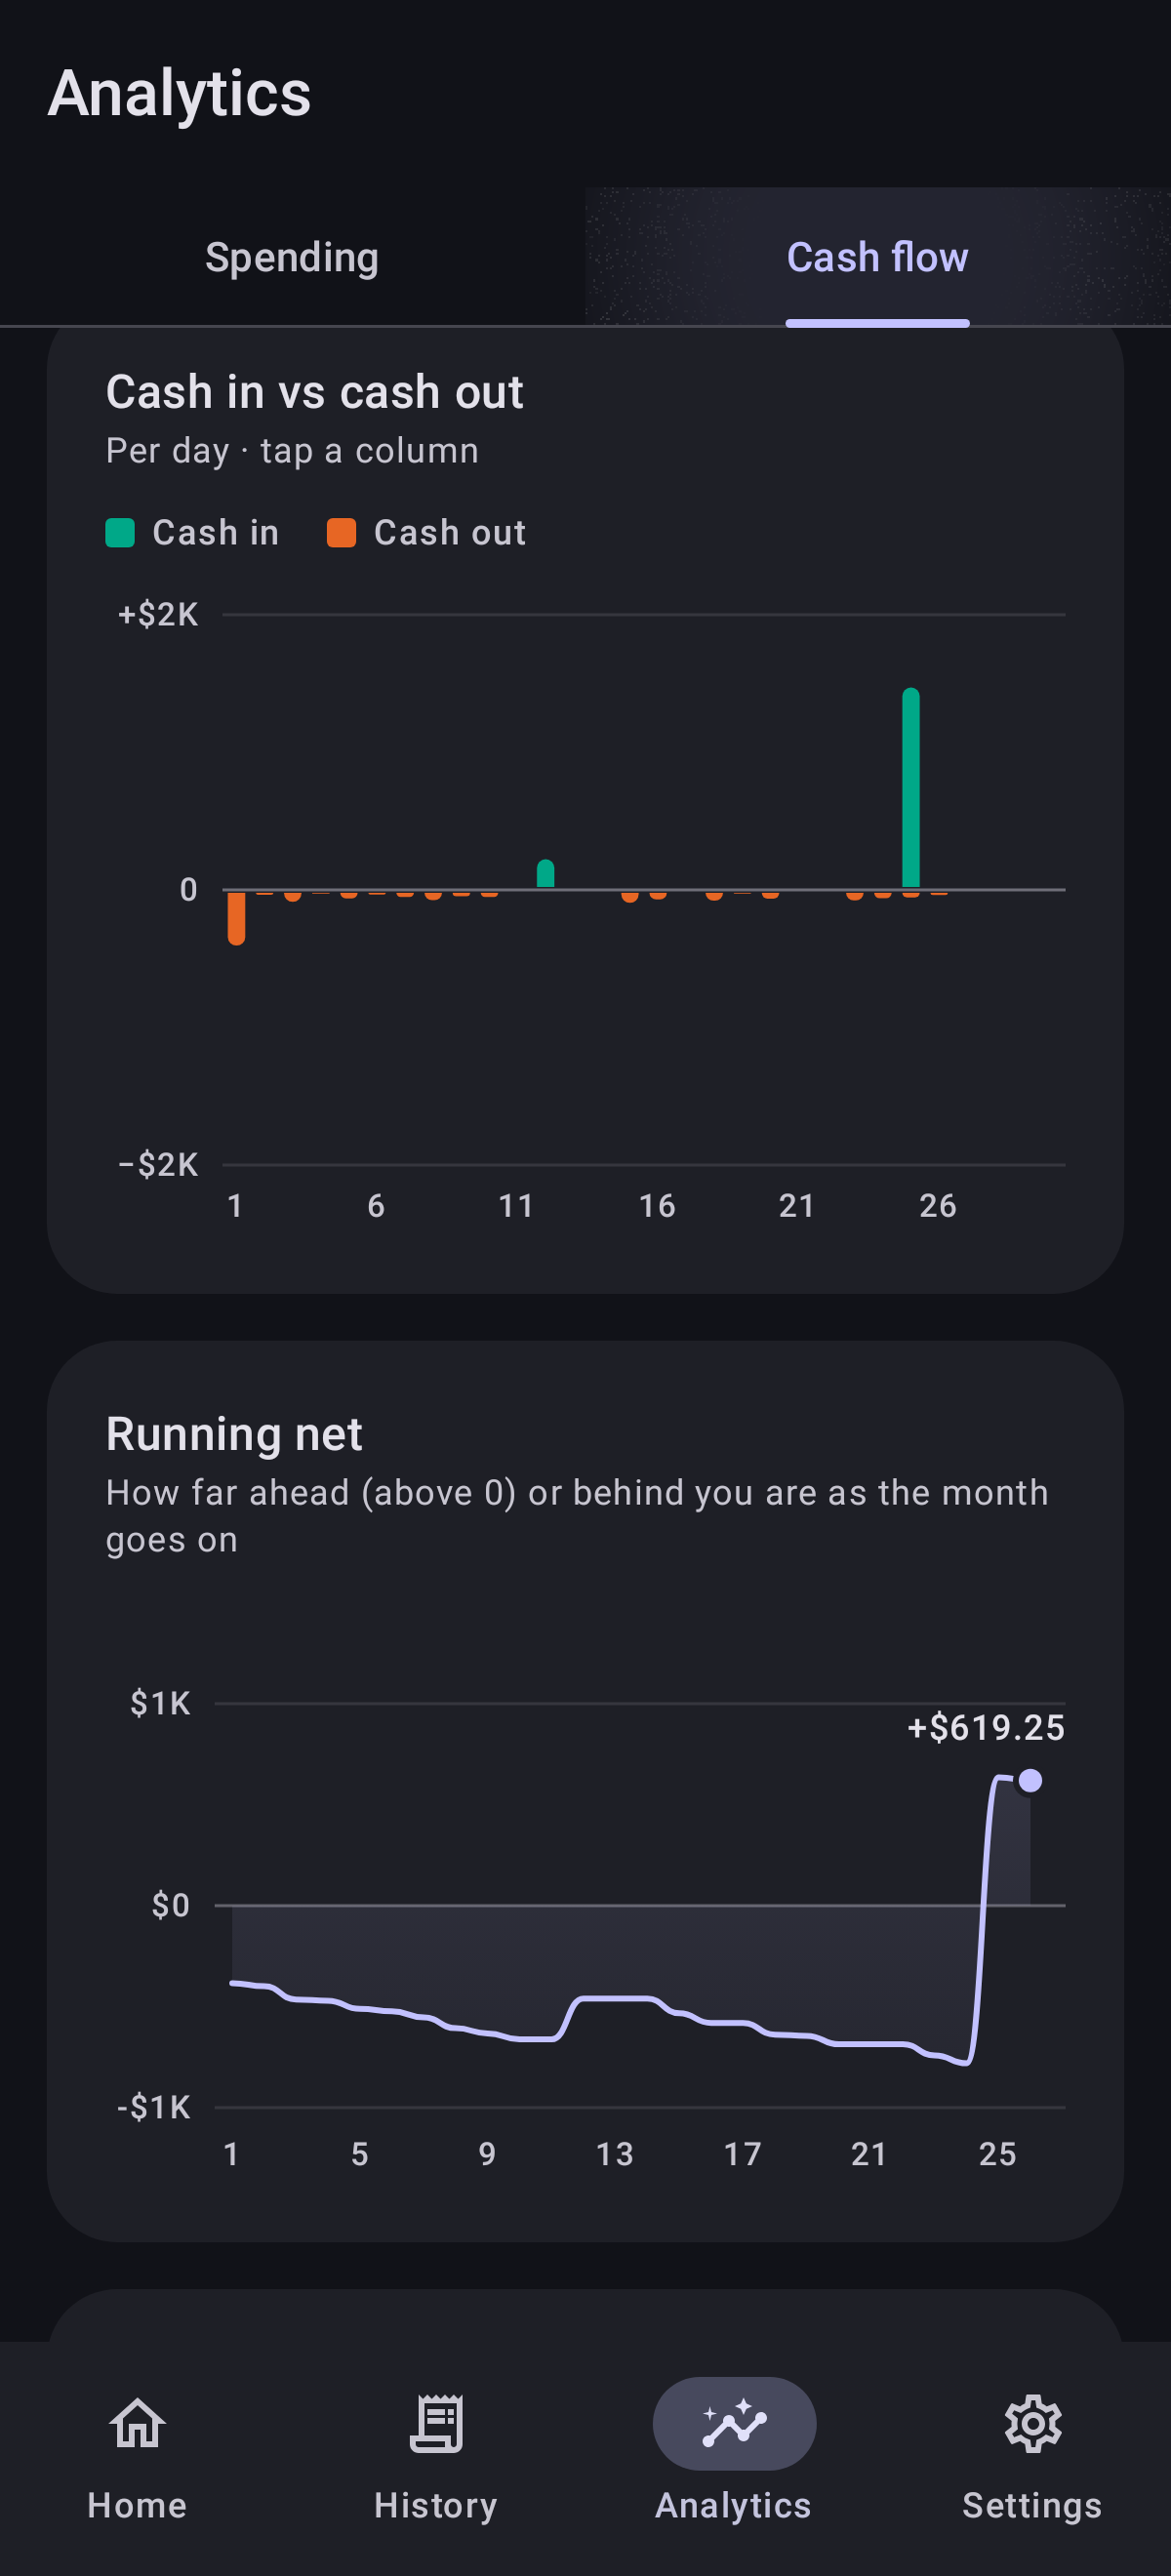 Analytics
Spending
Cash flow
Cash in vs cash out
Per day · tap a column
Cash in
Cash out
+$2K
0
−$2K
1 6 11 16 21 26
Running net
How far ahead (above 0) or behind you are as the month
goes on
$1K
+$619.25
$0
-$1K
1 5 9 13 17 21 25
Home
History
Analytics
Settings